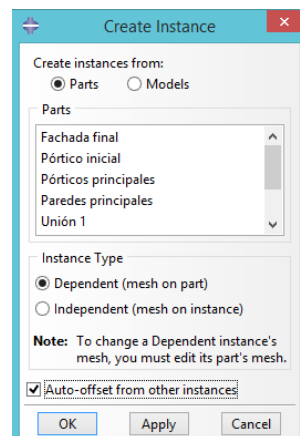 Create Instance
Create instances from:
Parts Models
Parts
Fachada final
Pórtico inicial
Pórticos principales
Paredes principales
Unión 1
Instance Type
Dependent (mesh on part)
Independent (mesh on instance)
Note: To change a Dependent instance's
mesh, you must edit its part's mesh.
Auto-offset from other instances
OK Apply Cancel